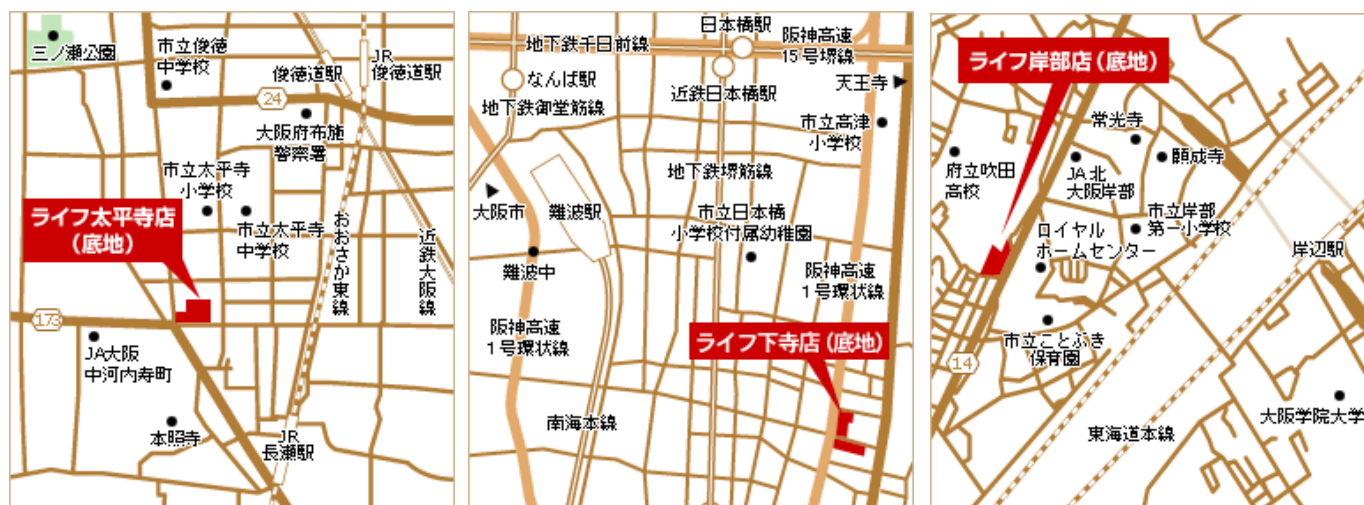 三ノ瀬公園
市立俊徳
中学校
俊徳道駅
JR
俊徳道駅
24
大阪府布施
警察署
市立太平寺
小学校
市立太平寺
中学校
ライフ太平寺店
(底地)
おおさか東線
近鉄大阪線
173
JA大阪
中河内寿町
本照寺
JR
長瀬駅
日本橋駅
地下鉄千日前線
阪神高速
15号堺線
なんば駅
地下鉄御堂筋線
近鉄日本橋駅
天王寺
市立高津
小学校
地下鉄堺筋線
大阪市
難波駅
市立日本橋
小学校付属幼稚園
難波中
阪神高速
1号環状線
阪神高速
1号環状線
ライフ下寺店(底地)
南海本線
ライフ岸部店(底地)
常光寺
府立吹田
高校
JA北
大阪岸部
願成寺
市立岸部
第一小学校
ロイヤル
ホームセンター
岸辺駅
市立ことぶき
保育園
14
大阪学院大学
東海道本線